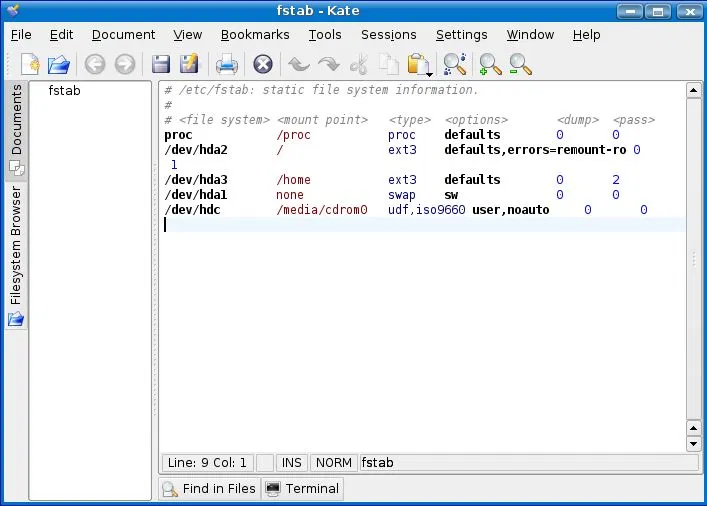 fstab - Kate
File Edit Document View Bookmarks Tools Sessions Settings Window Help
Documents
Filesystem Browser
fstab
# /etc/fstab: static file system information.
#
# <file system> <mount point> <type> <options> <dump> <pass>
proc /proc proc defaults 0 0
/dev/hda2 / ext3 defaults,errors=remount-ro 0
1
/dev/hda3 /home ext3 defaults 0 2
/dev/hda1 none swap sw 0 0
/dev/hdc /media/cdrom0 udf,iso9660 user,noauto 0 0
Line: 9 Col: 1 INS NORM fstab
Find in Files Terminal